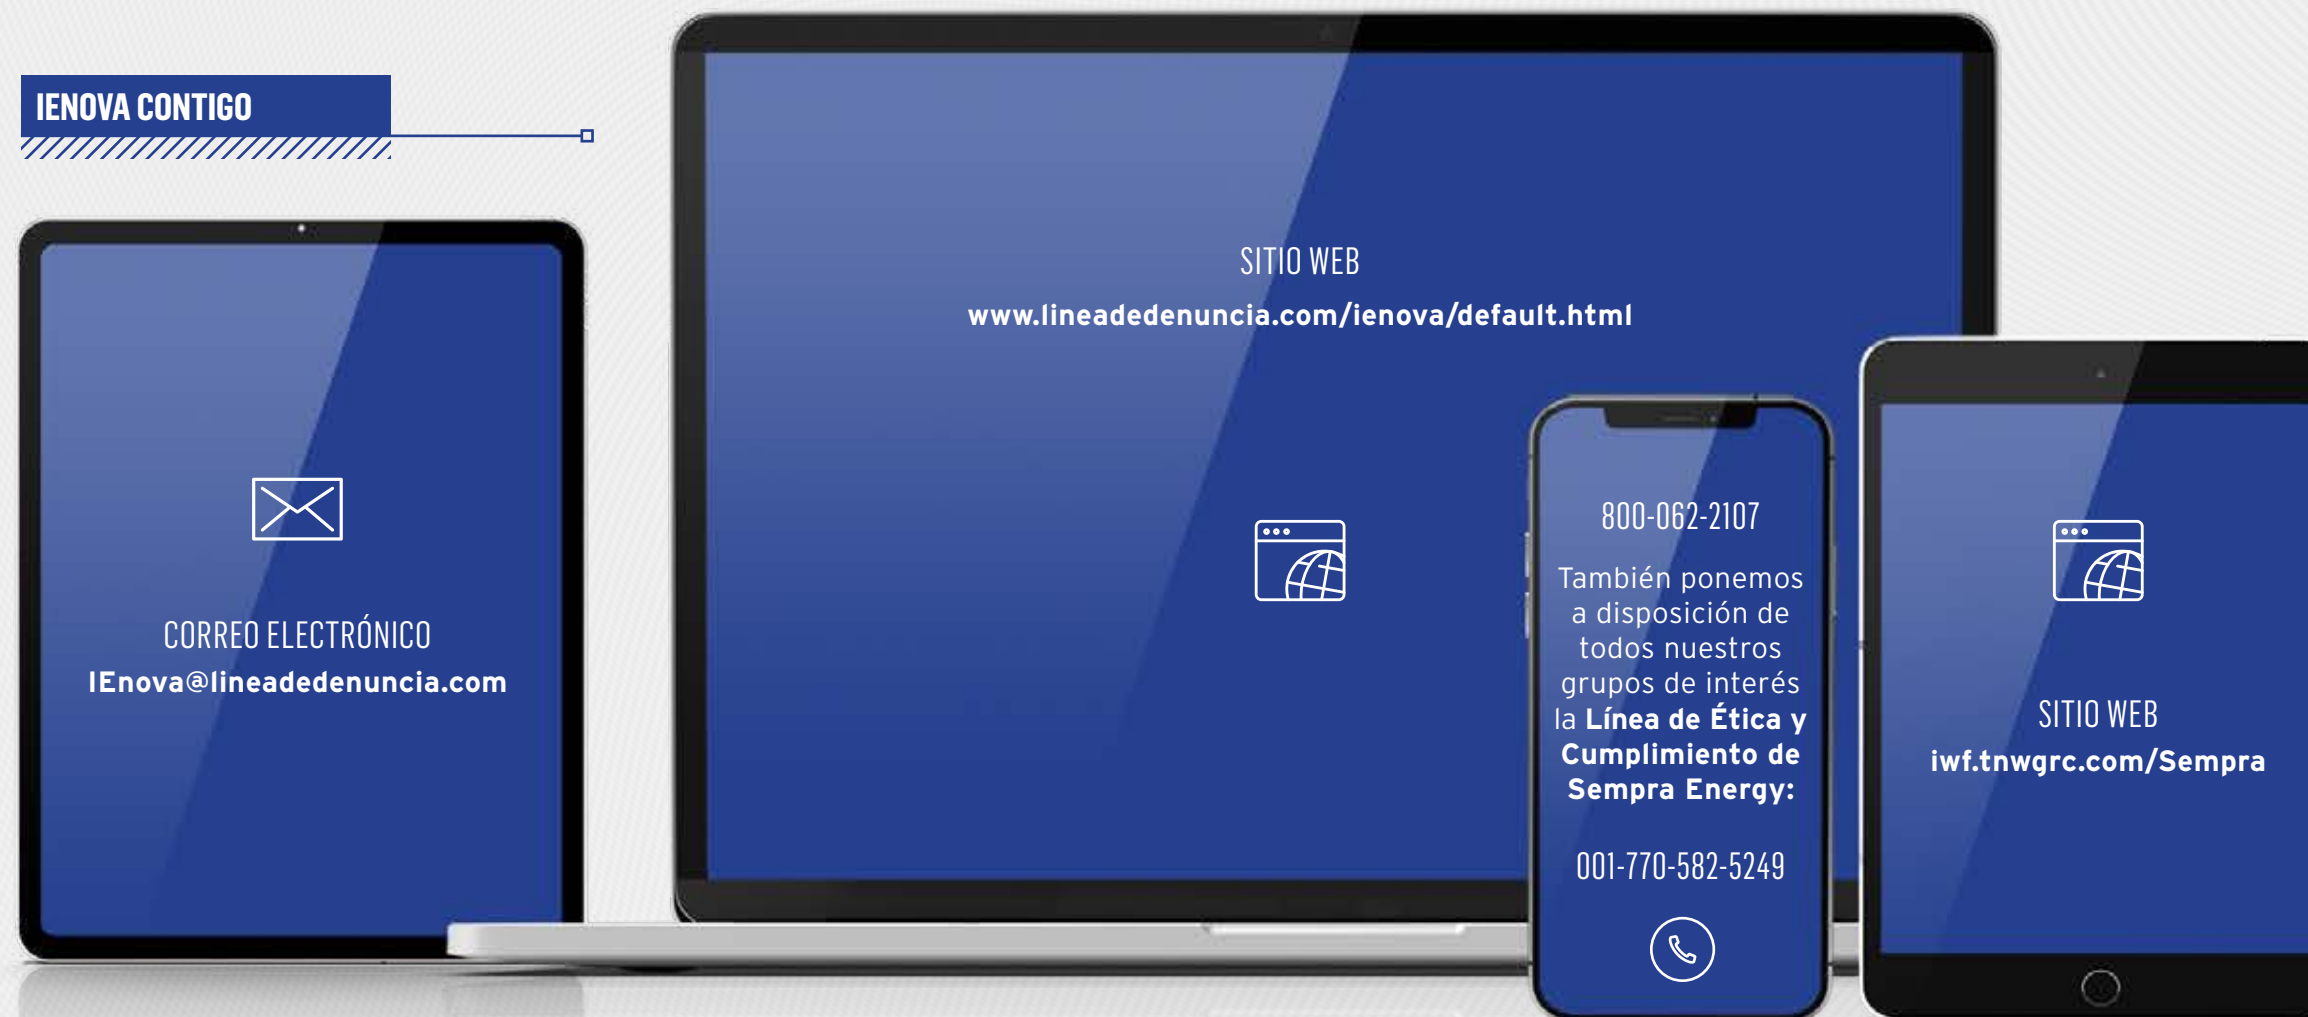 IENOVA CONTIGO
CORREO ELECTRÓNICO
IEnova@lineadedenuncia.com
SITIO WEB
www.lineadedenuncia.com/ienova/default.html
800-062-2107
También ponemos
a disposición de
todos nuestros
grupos de interés
la Línea de Ética y
Cumplimiento de
Sempra Energy:
001-770-582-5249
SITIO WEB
iwf.tnwgrc.com/Sempra